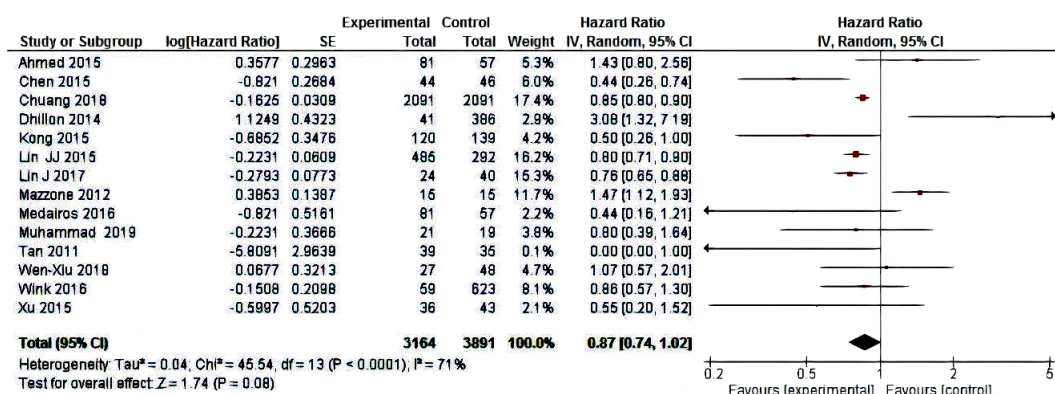 Experimental Control Hazard Ratio Hazard Ratio
Study or Subgroup log[Hazard Ratio] SE Total Total Weight IV, Random, 95% CI IV, Random, 95% CI
Ahmed 2015 0.3577 0.2963 81 57 5.3% 1.43 [0.80, 2.56]
Chen 2015 -0.821 0.2684 44 46 6.0% 0.44 [0.26, 0.74]
Chuang 2018 -0.1625 0.0309 2091 2091 17.4% 0.85 [0.80, 0.90]
Dhillon 2014 1.1249 0.4323 41 386 2.9% 3.08 [1.32, 7.19]
Kong 2015 -0.6852 0.3476 120 139 4.2% 0.50 [0.26, 1.00]
Lin JJ 2015 -0.2231 0.0609 485 292 16.2% 0.80 [0.71, 0.90]
Lin J 2017 -0.2793 0.0773 24 40 15.3% 0.76 [0.65, 0.88]
Mazzone 2012 0.3853 0.1387 15 15 11.7% 1.47 [1.12, 1.93]
Medairos 2016 -0.821 0.5161 81 57 2.2% 0.44 [0.16, 1.21]
Muhammad 2019 -0.2231 0.3666 21 19 3.8% 0.80 [0.39, 1.64]
Tan 2011 -5.8091 2.9639 39 35 0.1% 0.00 [0.00, 1.00]
Wen-Xiu 2018 0.0677 0.3213 27 48 4.7% 1.07 [0.57, 2.01]
Wink 2016 -0.1508 0.2098 59 623 8.1% 0.86 [0.57, 1.30]
Xu 2015 -0.5997 0.5203 36 43 2.1% 0.55 [0.20, 1.52]
Total (95% CI) 3164 3891 100.0% 0.87 [0.74, 1.02]
Heterogeneity: Tau² = 0.04; Chi² = 45.54, df = 13 (P < 0.0001); I² = 71%
Test for overall effect: Z = 1.74 (P = 0.08)
0.2 0.5 1 2 5
Favours [experimental] Favours [control]